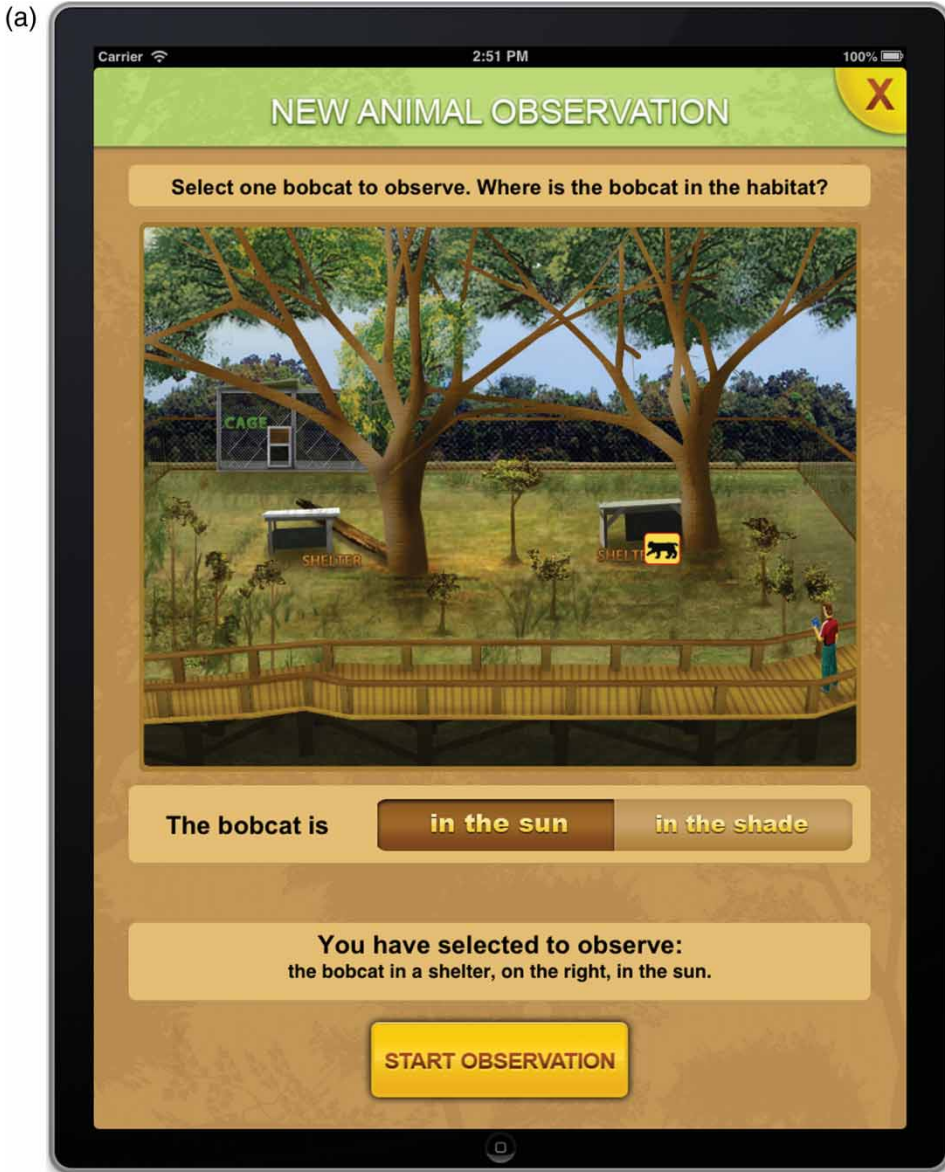 (a)
Carrier 2:51 PM 100%
NEW ANIMAL OBSERVATION X
Select one bobcat to observe. Where is the bobcat in the habitat?
CAGE
SHELTER SHELT
The bobcat is in the sun in the shade
You have selected to observe:
the bobcat in a shelter, on the right, in the sun.
START OBSERVATION